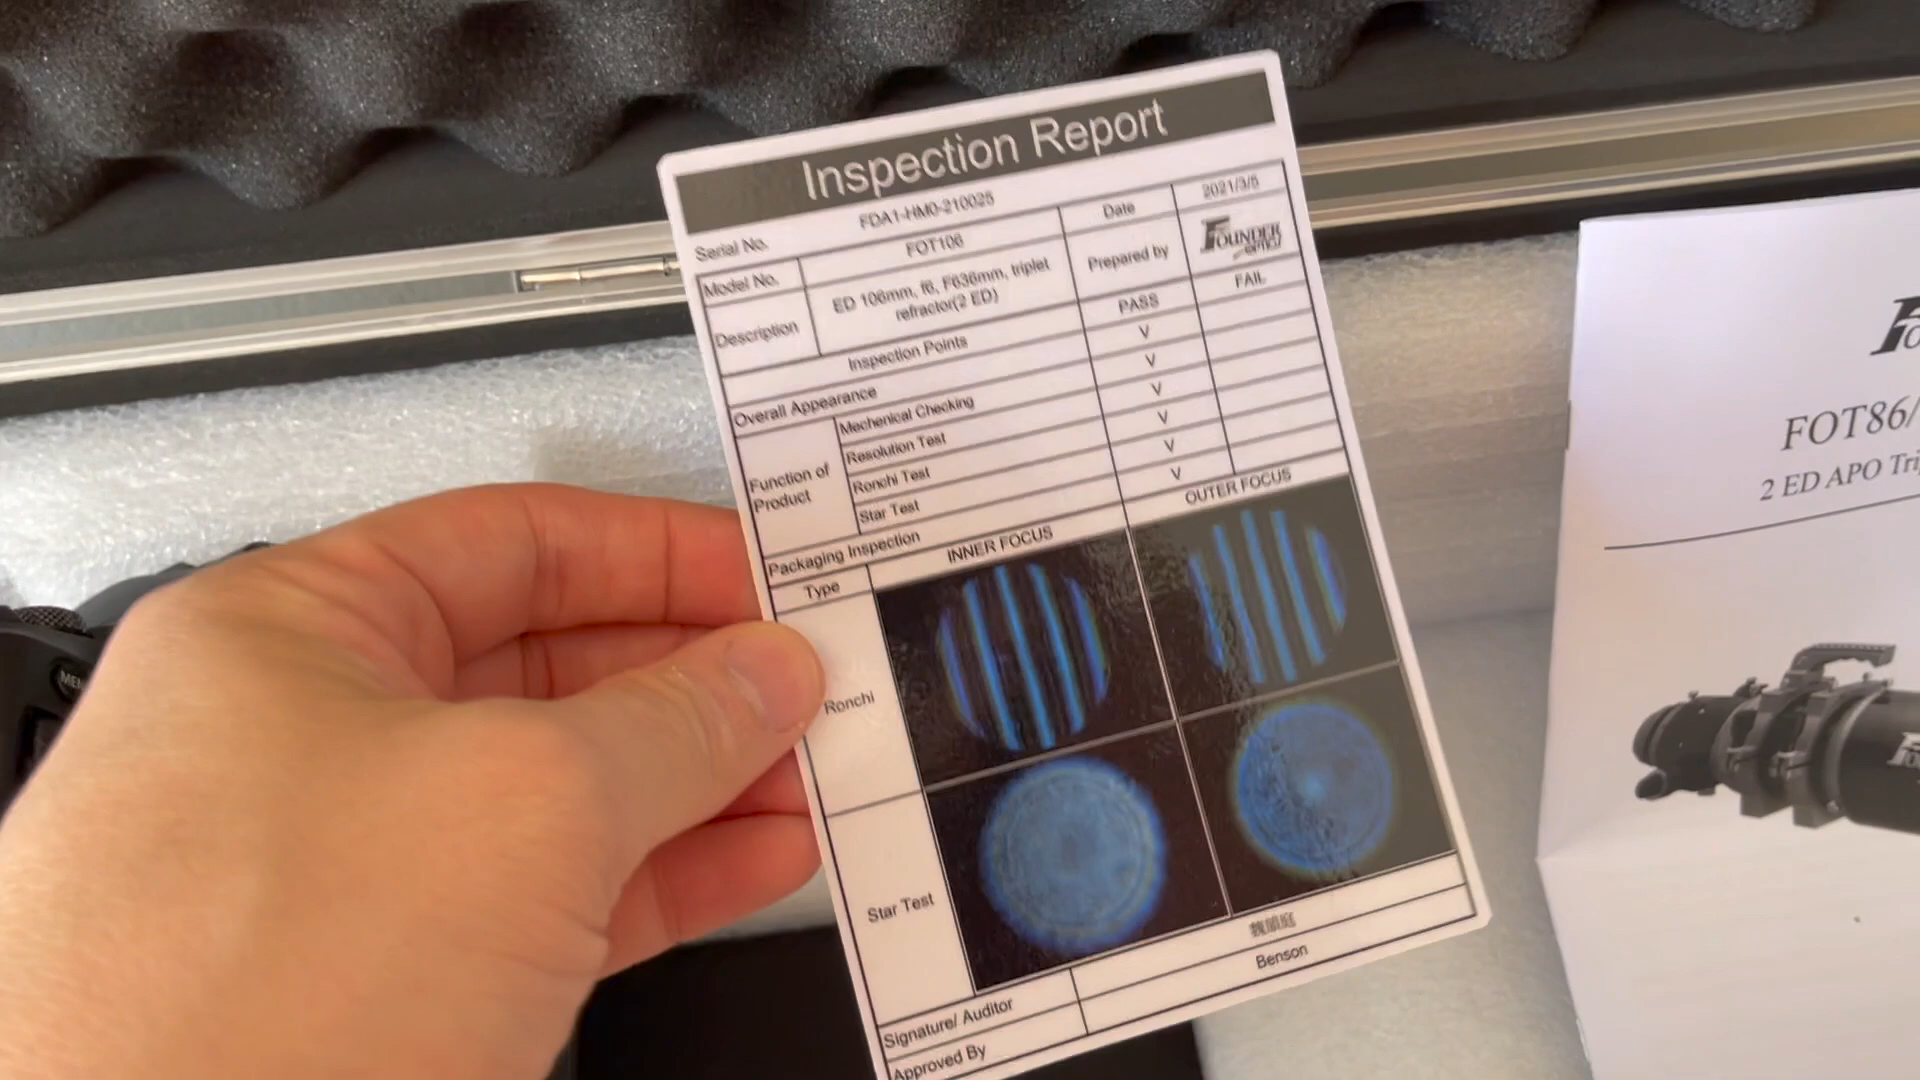 Inspection Report
Serial No. FDA1-HM0-210025
Model No. FOT106 Date 2021/3/5
Description ED 106mm, f6, F636mm, triplet refractor(2 ED) Prepared by FOUNDER OPTICS
Inspection Points PASS FAIL
Overall Appearance V
Function of Product
Mechenical Checking V
Resolution Test V
Ronchi Test V
Star Test V
Packaging Inspection V
Type INNER FOCUS OUTER FOCUS
Ronchi
Star Test
Signature/ Auditor
Approved By Benson
FOT86/
2 ED APO Tri
MEN